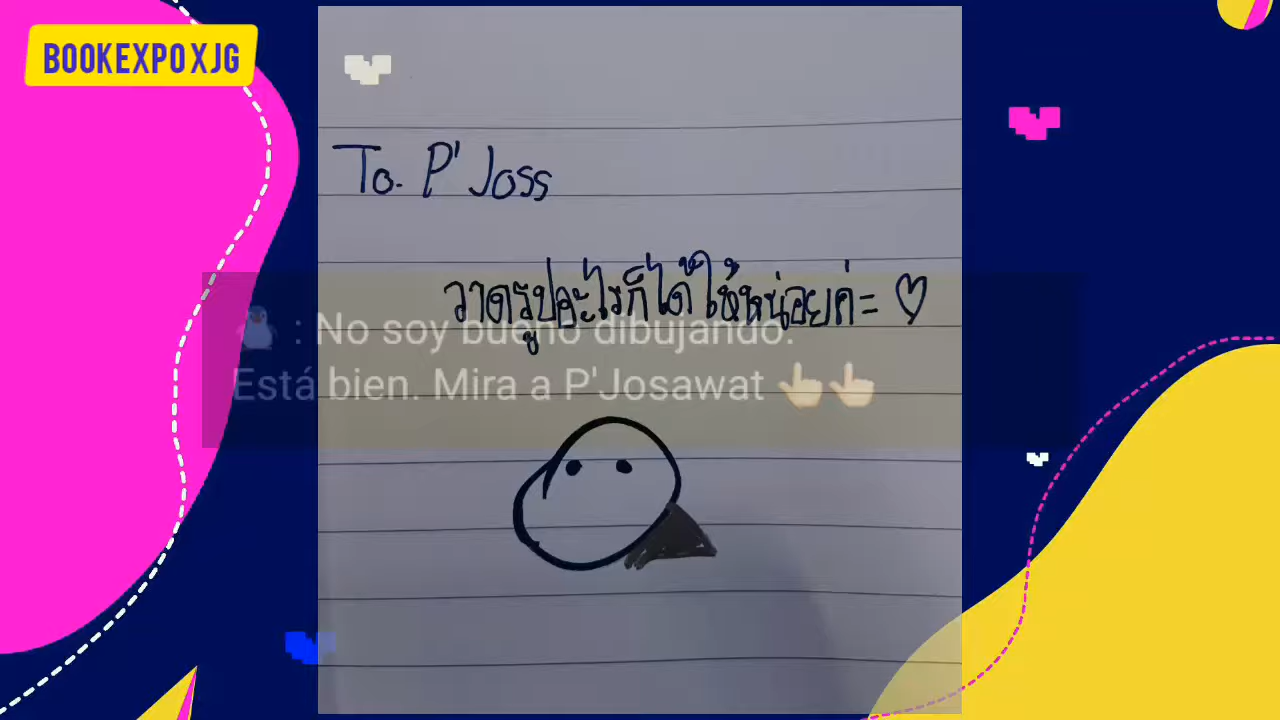 BOOKEXPO X JG
To. P' Joss
วาดรูปอะไรก็ได้ให้หน่อยค่ะ ♡
🐧 : No soy bueno dibujando.
Está bien. Mira a P'Josawat 👆🏻👆🏻